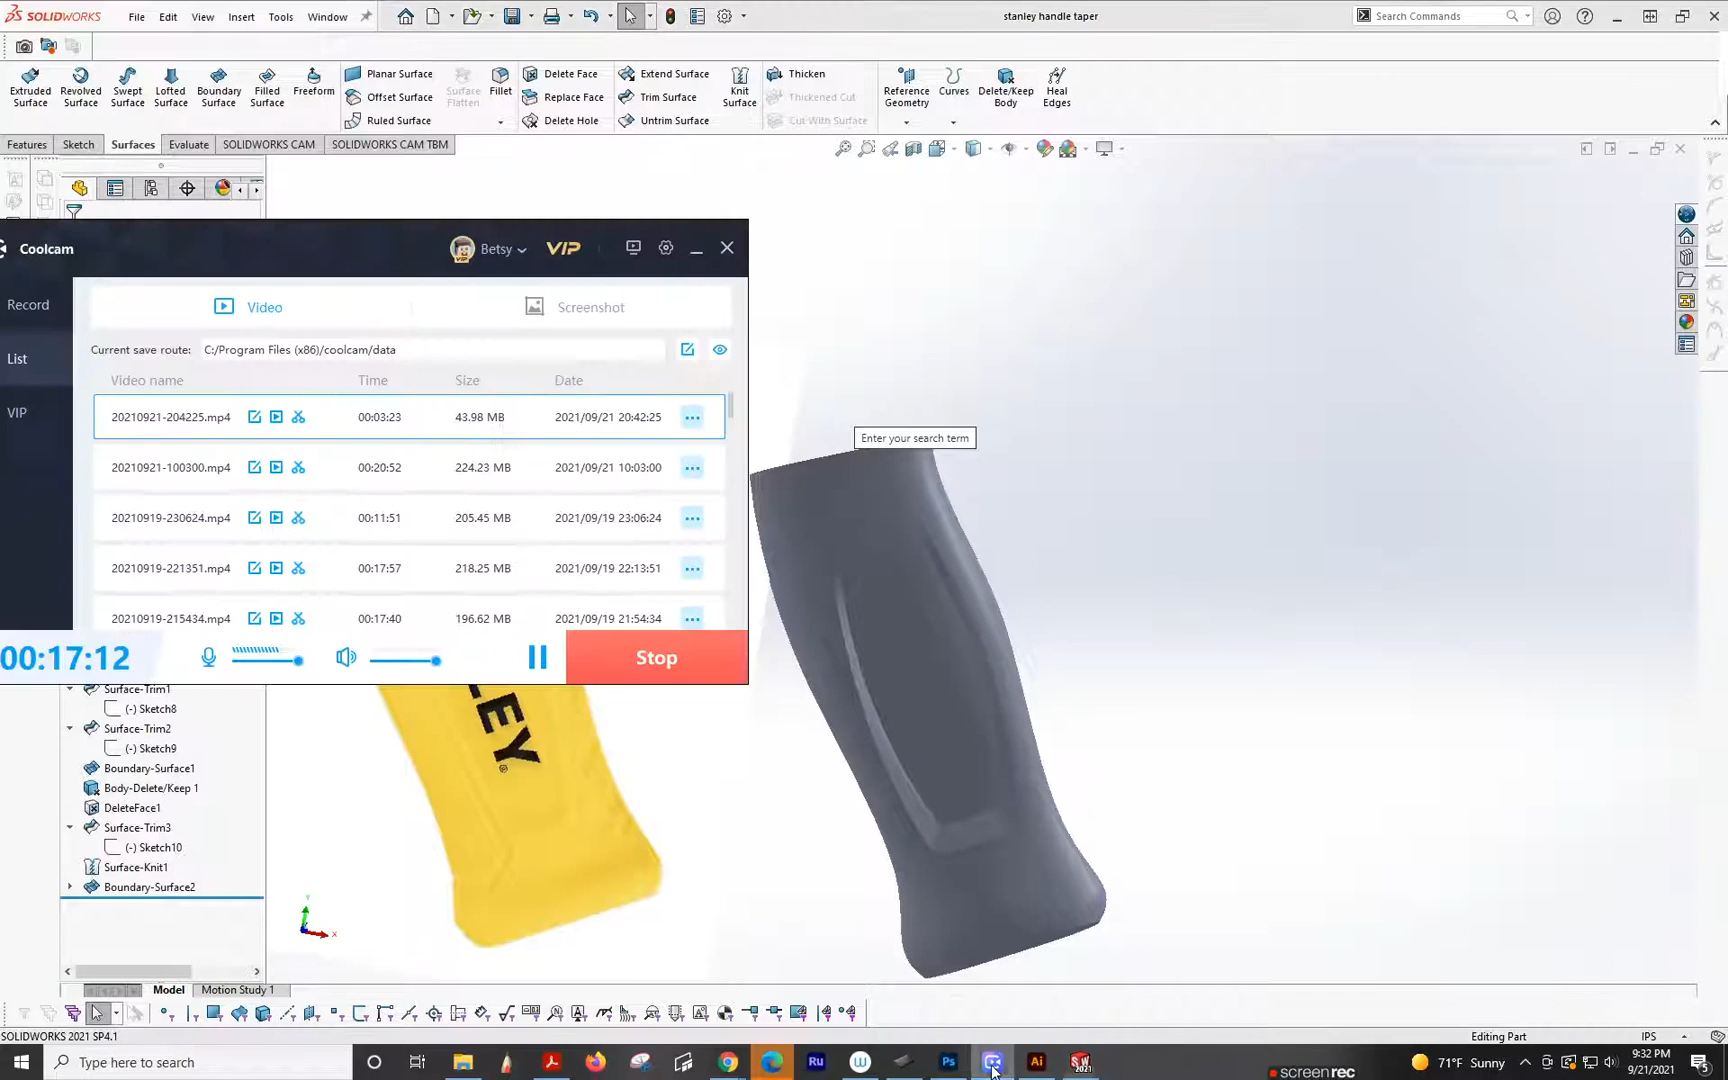 SOLIDWORKS File Edit View Insert Tools Window stanley handle taper Search Commands
Extruded Surface
Revolved Surface
Swept Surface
Lofted Surface
Boundary Surface
Filled Surface
Freeform
Planar Surface
Offset Surface
Ruled Surface
Surface Flatten
Fillet
Delete Face
Replace Face
Delete Hole
Extend Surface
Trim Surface
Untrim Surface
Knit Surface
Thicken
Thickened Cut
Cut With Surface
Reference Geometry
Curves
Delete/Keep Body
Heal Edges
Features Sketch Surfaces Evaluate SOLIDWORKS CAM SOLIDWORKS CAM TBM
Coolcam Betsy VIP
Record
List
VIP
Video Screenshot
Current save route: C:/Program Files (x86)/coolcam/data
Video name Time Size Date
20210921-204225.mp4 00:03:23 43.98 MB 2021/09/21 20:42:25 ...
20210921-100300.mp4 00:20:52 224.23 MB 2021/09/21 10:03:00 ...
20210919-230624.mp4 00:11:51 205.45 MB 2021/09/19 23:06:24 ...
20210919-221351.mp4 00:17:57 218.25 MB 2021/09/19 22:13:51 ...
20210919-215434.mp4 00:17:40 196.62 MB 2021/09/19 21:54:34 ...
00:17:12 Stop
Enter your search term
LEY®
Surface-Trim1
(-) Sketch8
Surface-Trim2
(-) Sketch9
Boundary-Surface1
Body-Delete/Keep 1
DeleteFace1
Surface-Trim3
(-) Sketch10
Surface-Knit1
Boundary-Surface2
Y
X
Model Motion Study 1
SOLIDWORKS 2021 SP4.1 Editing Part IPS
Type here to search
Ru
W
Ps
Ai
SW 2021
screenrec
71°F Sunny
9:32 PM
9/21/2021
5